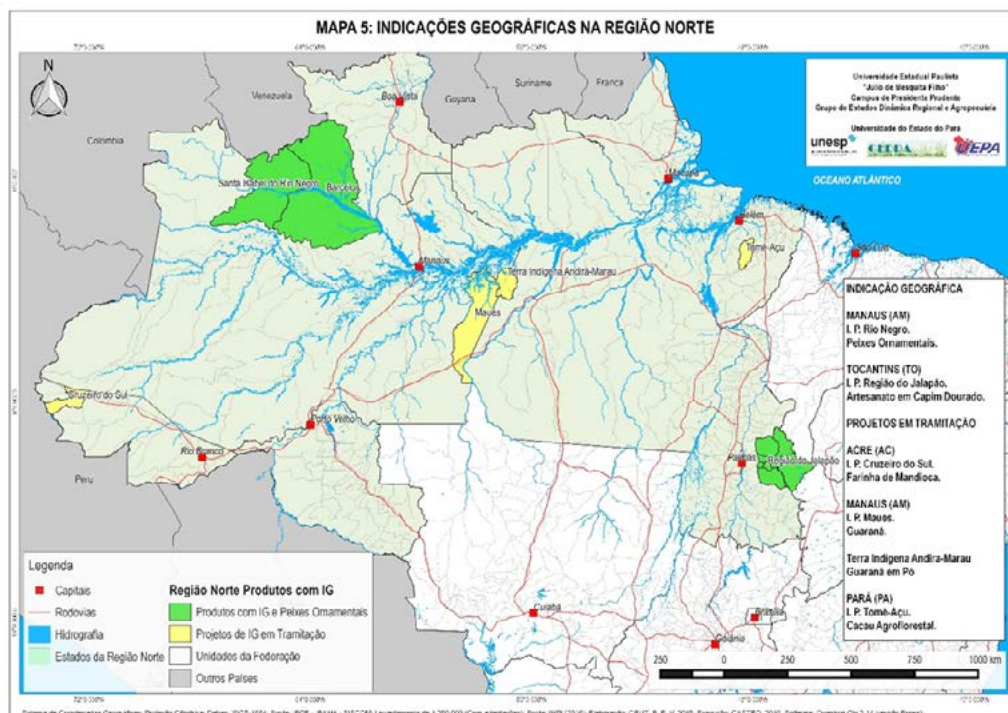 MAPA 5: INDICAÇÕES GEOGRÁFICAS NA REGIÃO NORTE
N
Colombia
Venezuela
Goyana
Suriname
Franca
Peru
Boa Vista
Santa Isabel do Rio Negro
Barcelos
Macapá
OCEANO ATLÂNTICO
Belém
Tomé-Açu
São Luís
Manaus
Terra Indígena Andirá-Marau
Maués
Cruzeiro do Sul
Porto Velho
Rio Branco
Palmas
Região do Jalapão
Cuiabá
Brasília
Goiânia
Universidade Estadual Paulista
"Julio de Mesquita Filho"
Campus de Presidente Prudente
Grupo de Estudos Dinâmica Regional e Agropecuária
Universidade do Estado do Pará
unesp
UEPA
INDICAÇÃO GEOGRÁFICA
MANAUS (AM)
I. P. Rio Negro.
Peixes Ornamentais.
TOCANTINS (TO)
I. P. Região do Jalapão.
Artesanato em Capim Dourado.
PROJETOS EM TRAMITAÇÃO
ACRE (AC)
I. P. Cruzeiro do Sul.
Farinha de Mandioca.
MANAUS (AM)
I. P. Maués.
Guaraná.
Terra Indígena Andira-Marau
Guaraná em Pó
PARÁ (PA)
I. P. Tomé-Açu.
Cacau Agroflorestal.
Legenda
Capitais
Rodovias
Hidrografia
Estados da Região Norte
Região Norte Produtos com IG
Produtos com IG e Peixes Ornamentais
Projetos de IG em Tramitação
Unidades da Federação
Outros Países
250 0 250 500 750 1000 km